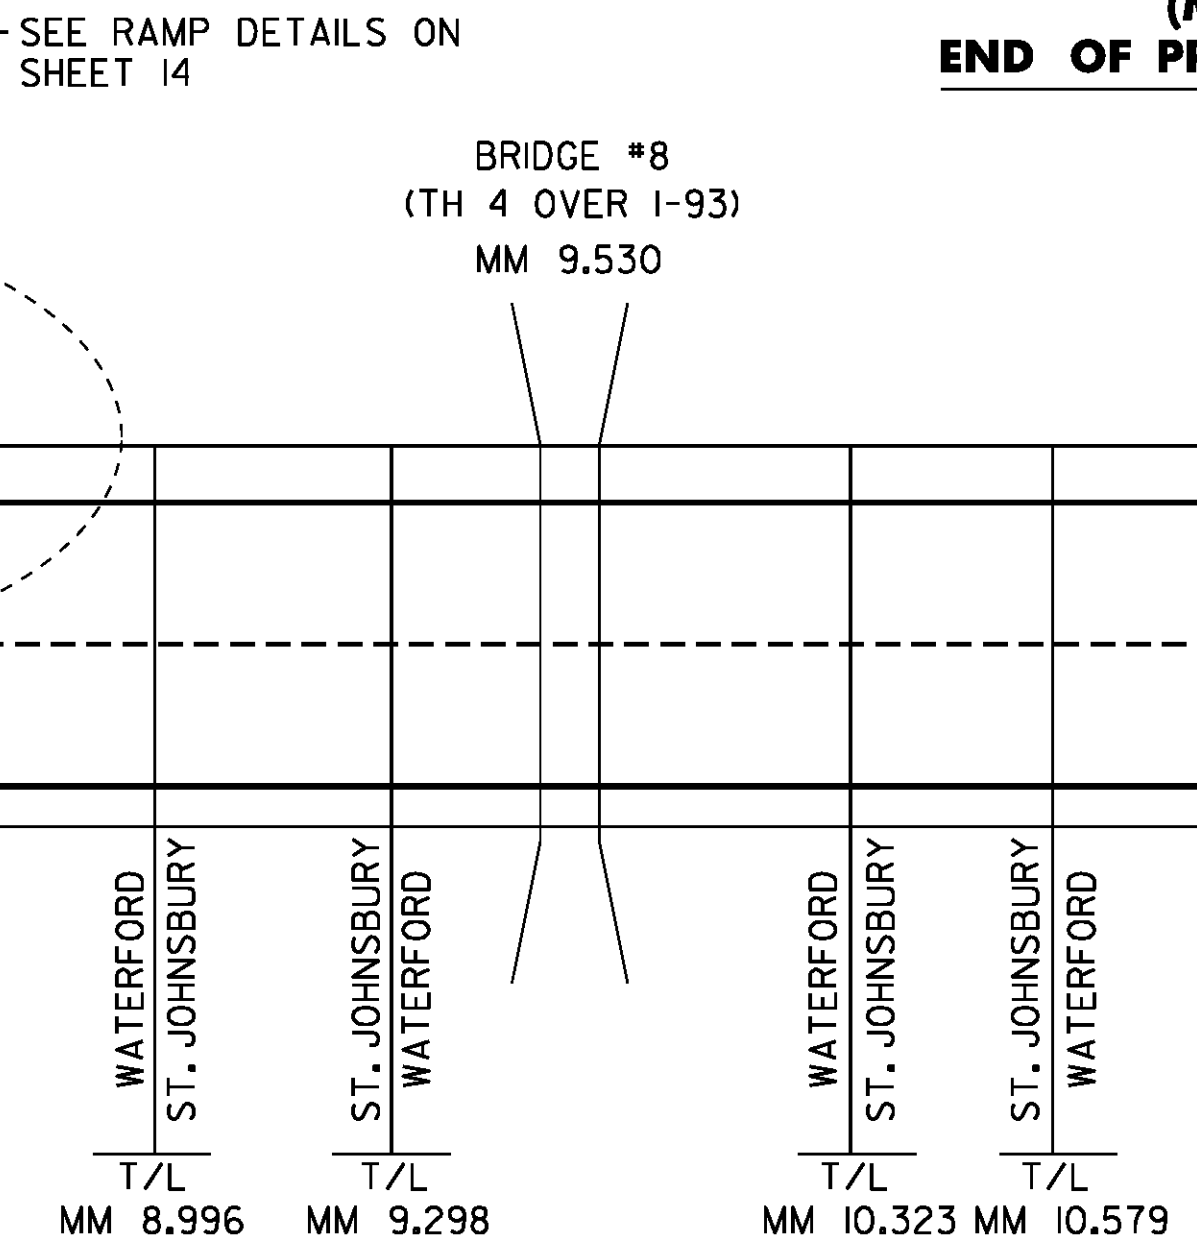 SEE RAMP DETAILS ON
SHEET 14
END OF
BRIDGE #8
(TH 4 OVER I-93)
MM 9.530
WATERFORD
ST. JOHNSBURY
ST. JOHNSBURY
WATERFORD
WATERFORD
ST. JOHNSBURY
ST. JOHNSBURY
WATERFORD
T/L
MM 8.996
T/L
MM 9.298
T/L
MM 10.323
T/L
MM 10.579